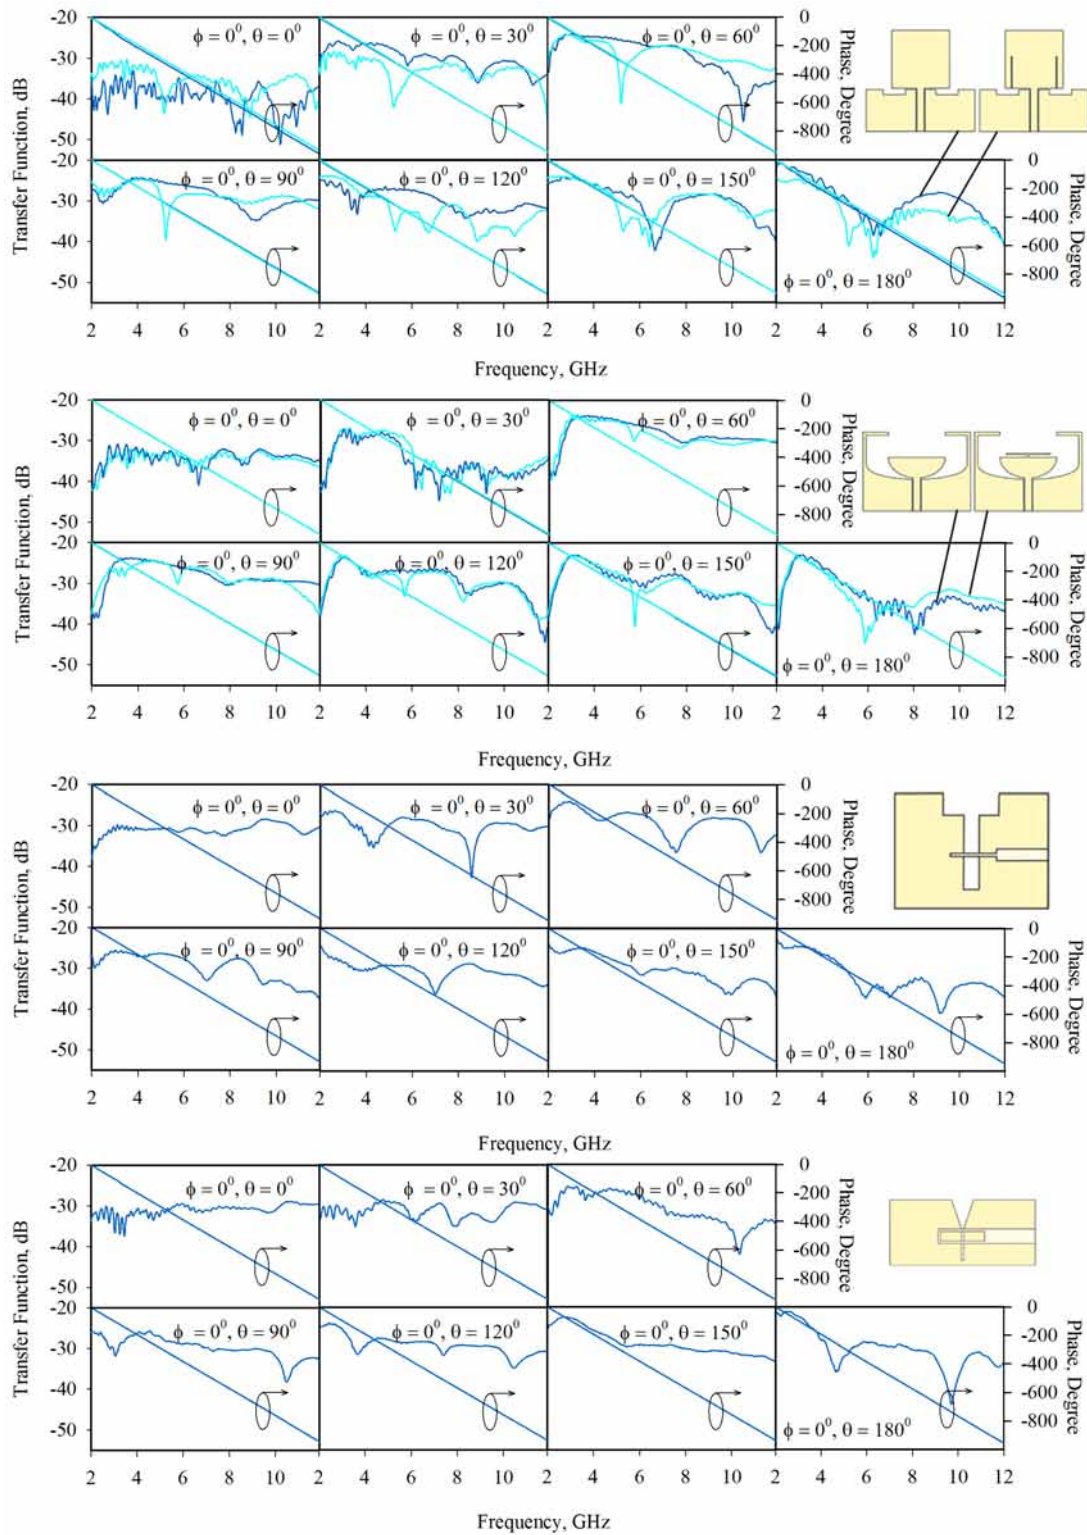 -20 0
ϕ = 0⁰, θ = 0⁰ ϕ = 0⁰, θ = 30⁰ ϕ = 0⁰, θ = 60⁰
-30 -200
-40 -400
-600
-50 -800
Transfer Function, dB
Phase, Degree
-20 0
ϕ = 0⁰, θ = 90⁰ ϕ = 0⁰, θ = 120⁰ ϕ = 0⁰, θ = 150⁰
-30 -200
-40 -400
-600
-50 -800
ϕ = 0⁰, θ = 180⁰
Phase, Degree
2 4 6 8 10 2 4 6 8 10 2 4 6 8 10 2 4 6 8 10 12
Frequency, GHz
-20 0
ϕ = 0⁰, θ = 0⁰ ϕ = 0⁰, θ = 30⁰ ϕ = 0⁰, θ = 60⁰
-30 -200
-40 -400
-600
-50 -800
Transfer Function, dB
Phase, Degree
-20 0
ϕ = 0⁰, θ = 90⁰ ϕ = 0⁰, θ = 120⁰ ϕ = 0⁰, θ = 150⁰
-30 -200
-40 -400
-600
-50 -800
ϕ = 0⁰, θ = 180⁰
Phase, Degree
2 4 6 8 10 2 4 6 8 10 2 4 6 8 10 2 4 6 8 10 12
Frequency, GHz
-20 0
ϕ = 0⁰, θ = 0⁰ ϕ = 0⁰, θ = 30⁰ ϕ = 0⁰, θ = 60⁰
-30 -200
-40 -400
-600
-50 -800
Transfer Function, dB
Phase, Degree
-20 0
ϕ = 0⁰, θ = 90⁰ ϕ = 0⁰, θ = 120⁰ ϕ = 0⁰, θ = 150⁰
-30 -200
-40 -400
-600
-50 -800
ϕ = 0⁰, θ = 180⁰
Phase, Degree
2 4 6 8 10 2 4 6 8 10 2 4 6 8 10 2 4 6 8 10 12
Frequency, GHz
-20 0
ϕ = 0⁰, θ = 0⁰ ϕ = 0⁰, θ = 30⁰ ϕ = 0⁰, θ = 60⁰
-30 -200
-40 -400
-600
-50 -800
Transfer Function, dB
Phase, Degree
-20 0
ϕ = 0⁰, θ = 90⁰ ϕ = 0⁰, θ = 120⁰ ϕ = 0⁰, θ = 150⁰
-30 -200
-40 -400
-600
-50 -800
ϕ = 0⁰, θ = 180⁰
Phase, Degree
2 4 6 8 10 2 4 6 8 10 2 4 6 8 10 2 4 6 8 10 12
Frequency, GHz